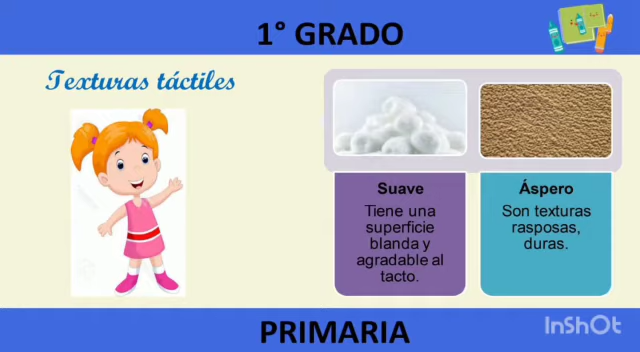 1° GRADO
Texturas táctiles
Suave
Tiene una
superficie
blanda y
agradable al
tacto.
Áspero
Son texturas
rasposas,
duras.
PRIMARIA
InShOt